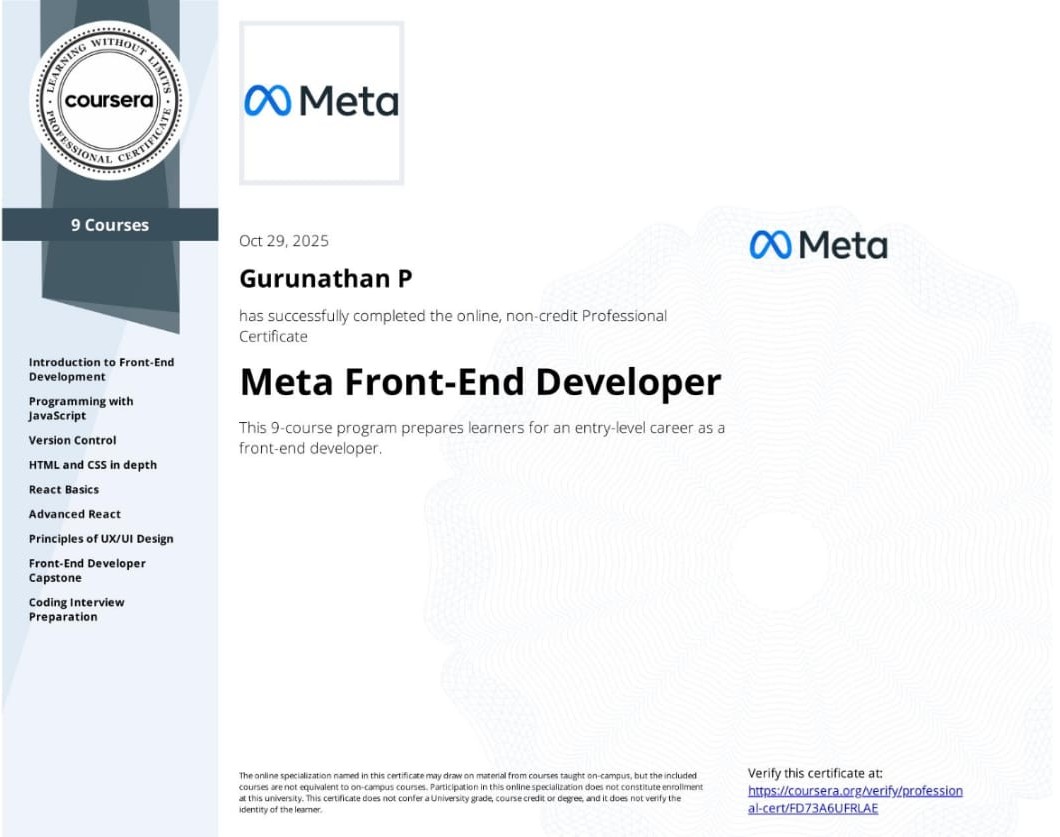 LEARNING WITHOUT LIMITS
coursera
PROFESSIONAL CERTIFICATE
9 Courses
Introduction to Front-End
Development
Programming with
JavaScript
Version Control
HTML and CSS in depth
React Basics
Advanced React
Principles of UX/UI Design
Front-End Developer
Capstone
Coding Interview
Preparation
Meta
Oct 29, 2025
Gurunathan P
has successfully completed the online, non-credit Professional
Certificate
Meta Front-End Developer
This 9-course program prepares learners for an entry-level career as a
front-end developer.
Meta
The online specialization named in this certificate may draw on material from courses taught on-campus, but the included
courses are not equivalent to on-campus courses. Participation in this online specialization does not constitute enrollment
at this university. This certificate does not confer a University grade, course credit or degree, and it does not verify the
identity of the learner.
Verify this certificate at:
https://coursera.org/verify/profession
al-cert/FD73A6UFRLAE